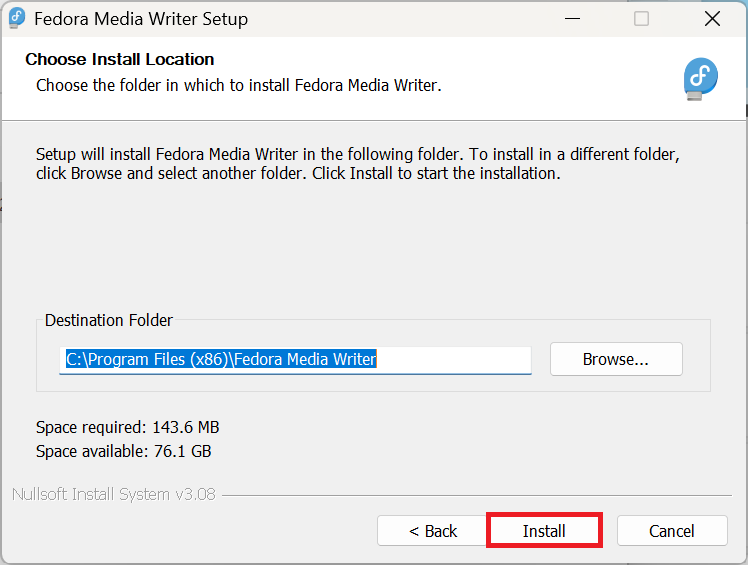 Fedora Media Writer Setup
Choose Install Location
Choose the folder in which to install Fedora Media Writer.
Setup will install Fedora Media Writer in the following folder. To install in a different folder,
click Browse and select another folder. Click Install to start the installation.
Destination Folder
C:\Program Files (x86)\Fedora Media Writer
Browse...
Space required: 143.6 MB
Space available: 76.1 GB
Nullsoft Install System v3.08
< Back
Install
Cancel